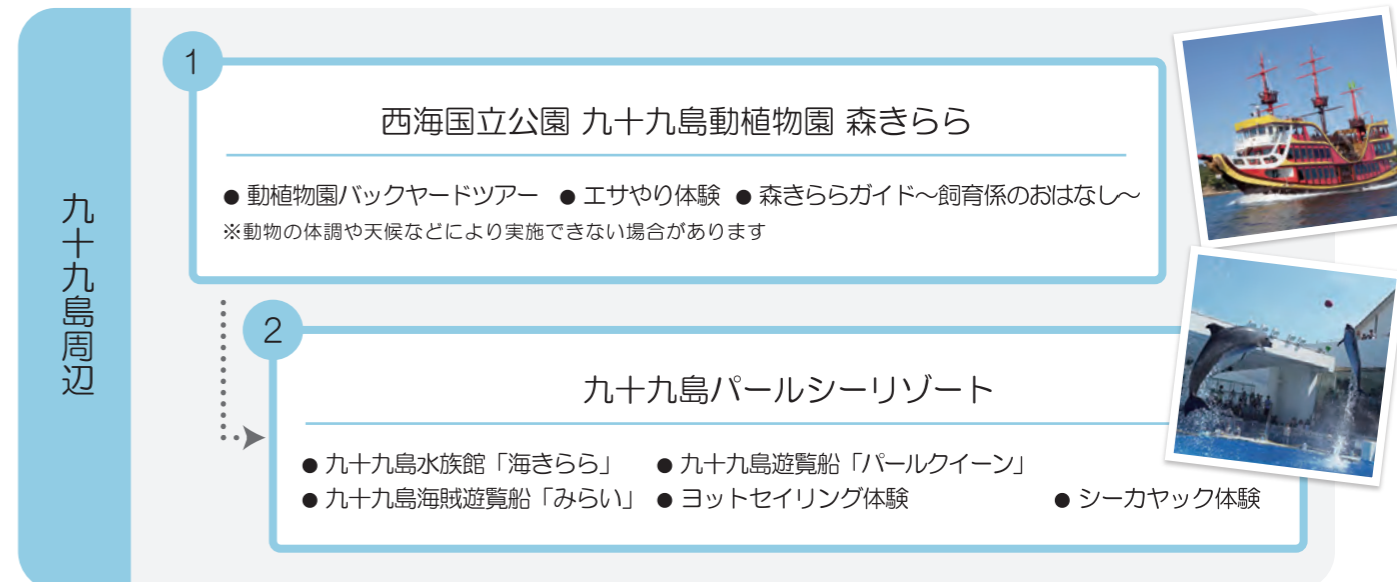 九十九島周辺
1
西海国立公園 九十九島動植物園 森きらら
● 動植物園バックヤードツアー ● エサやり体験 ● 森きららガイド〜飼育係のおはなし〜
※動物の体調や天候などにより実施できない場合があります
2
九十九島パールシーリゾート
● 九十九島水族館「海きらら」 ● 九十九島遊覧船「パールクイーン」
● 九十九島海賊遊覧船「みらい」 ● ヨットセイリング体験 ● シーカヤック体験